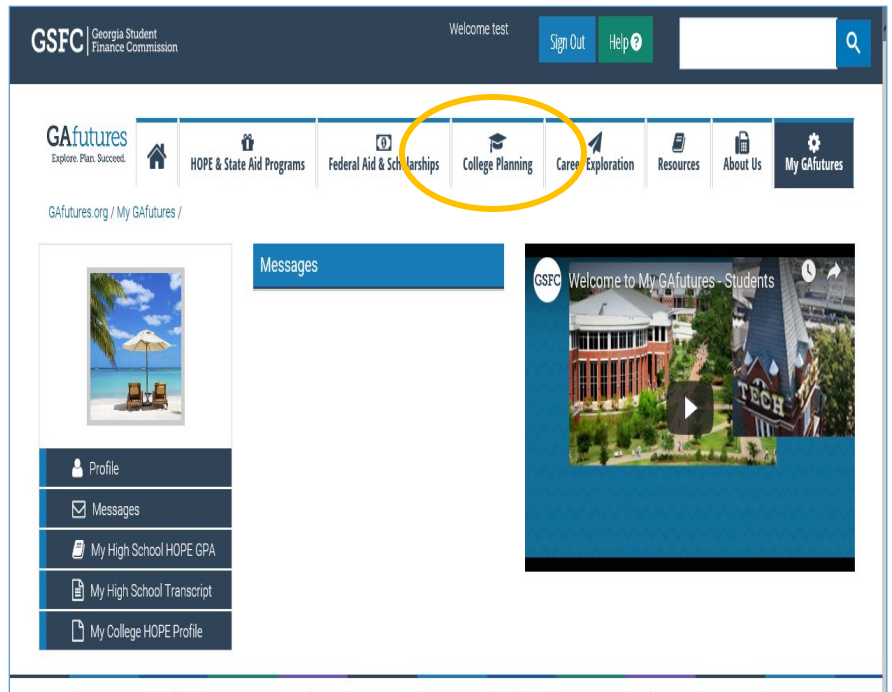 GSFC Georgia Student Finance Commission
Welcome test
Sign Out
Help ?
GAfutures
Explore. Plan. Succeed.
HOPE & State Aid Programs
Federal Aid & Scholarships
College Planning
Career Exploration
Resources
About Us
My GAfutures
GAfutures.org / My GAfutures /
Messages
GSFC Welcome to My GAfutures - Students
TECH
Profile
Messages
My High School HOPE GPA
My High School Transcript
My College HOPE Profile